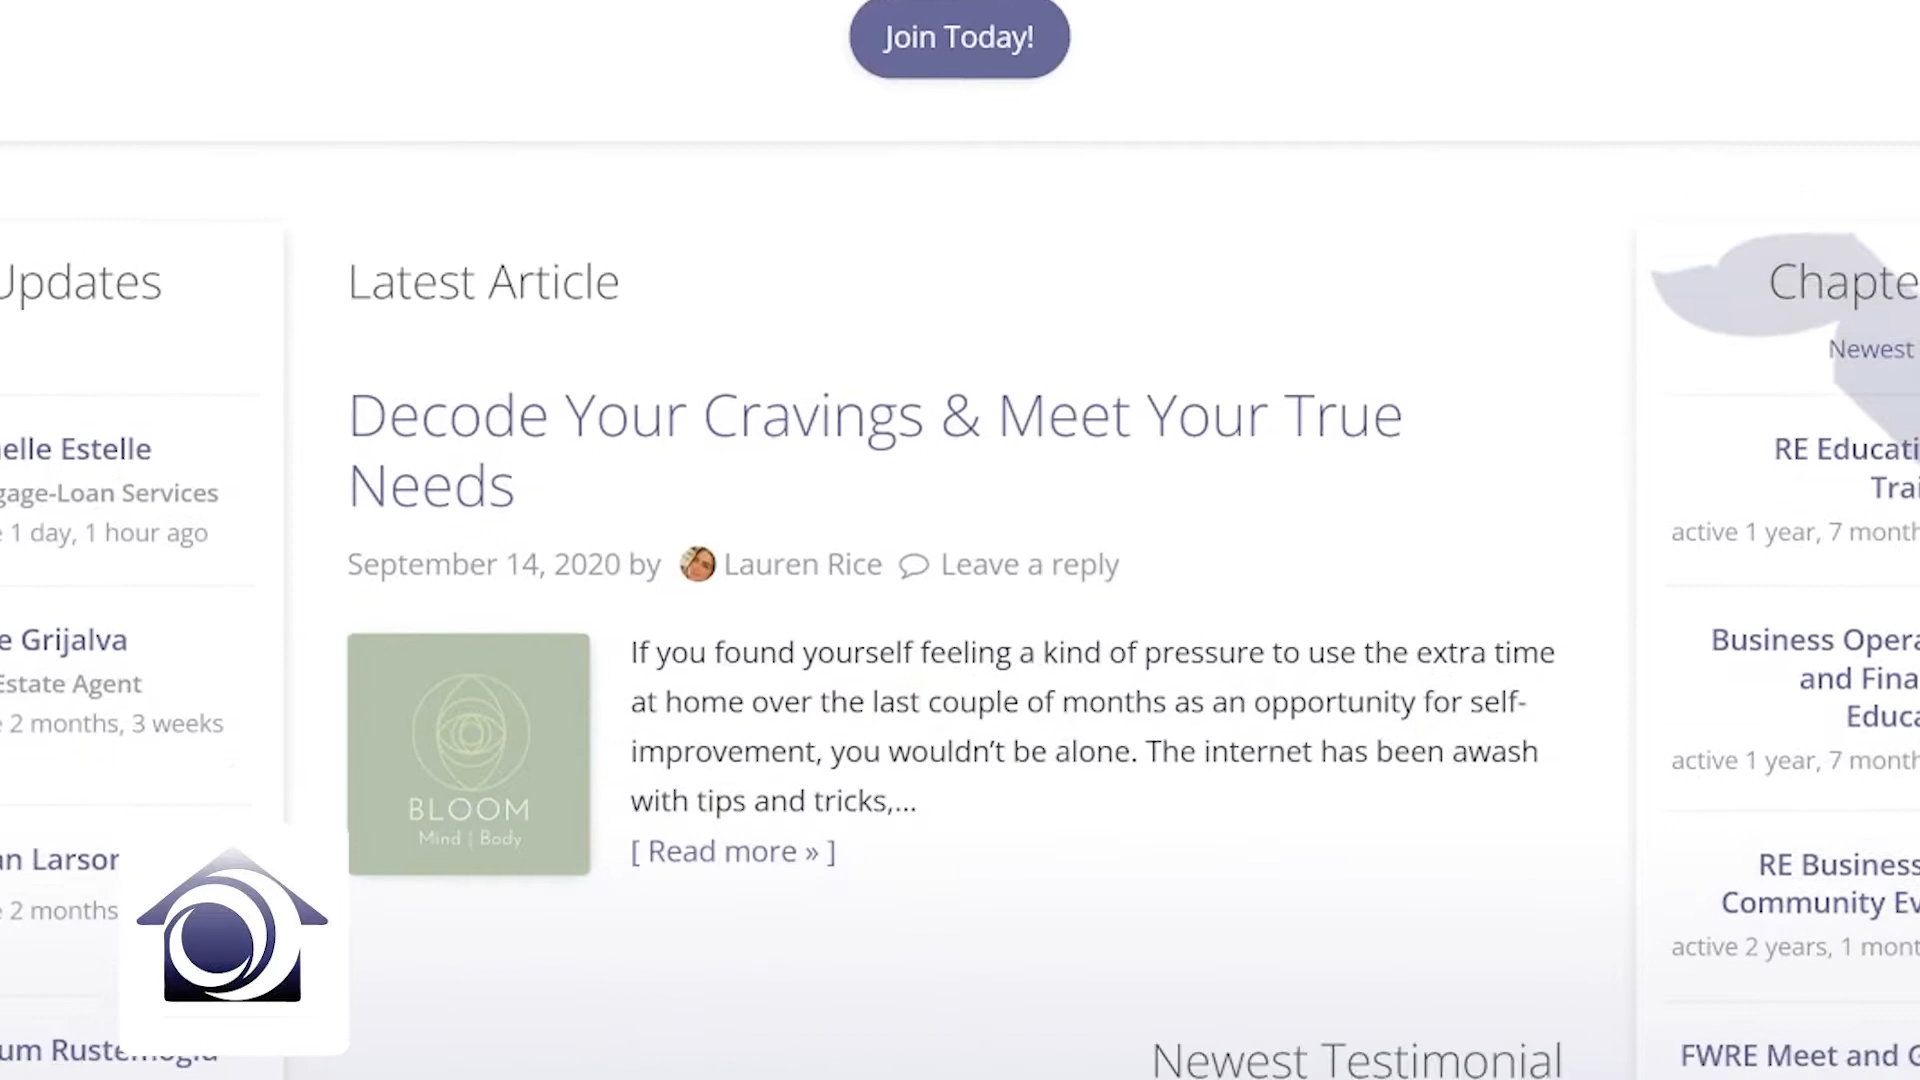 Join Today!
Updates
elle Estelle
gage-Loan Services
1 day, 1 hour ago
e Grijalva
Estate Agent
2 months, 3 weeks
an Larson
2 months
Latest Article
Decode Your Cravings & Meet Your True
Needs
September 14, 2020 by Lauren Rice Leave a reply
BLOOM
Mind | Body
If you found yourself feeling a kind of pressure to use the extra time
at home over the last couple of months as an opportunity for self-
improvement, you wouldn’t be alone. The internet has been awash
with tips and tricks,...
[ Read more » ]
Newest Testimonial
Chapte
Newest
RE Educati
Trai
active 1 year, 7 month
Business Opera
and Fina
Educa
active 1 year, 7 month
RE Business
Community Ev
active 2 years, 1 mont
FWRE Meet and G